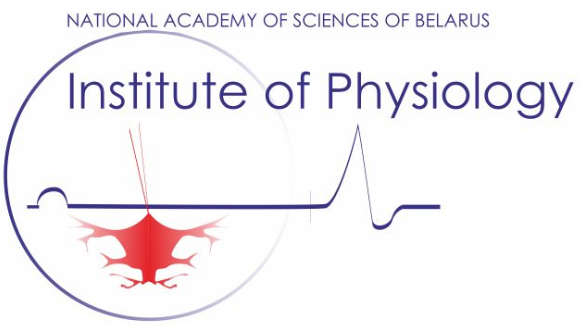 NATIONAL ACADEMY OF SCIENCES OF BELARUS
Institute of Physiology